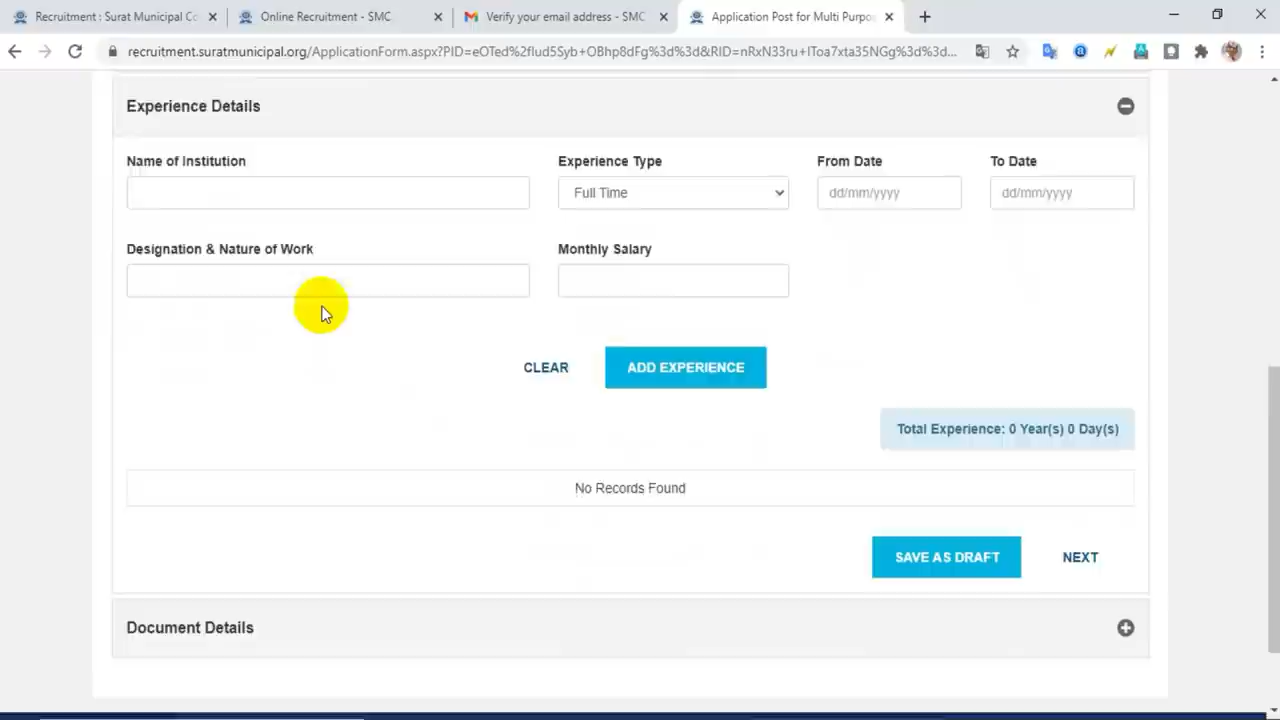 Recruitment : Surat Municipal Co
Online Recruitment - SMC
Verify your email address - SMC
Application Post for Multi Purpo
recruitment.suratmunicipal.org/ApplicationForm.aspx?PID=eOTed%2flud5Syb+OBhp8dFg%3d%3d&RID=nRxN33ru+IToa7xta35NGg%3d%3d...
Experience Details
Name of Institution
Experience Type
From Date
To Date
Full Time
dd/mm/yyyy
dd/mm/yyyy
Designation & Nature of Work
Monthly Salary
CLEAR
ADD EXPERIENCE
Total Experience: 0 Year(s) 0 Day(s)
No Records Found
SAVE AS DRAFT
NEXT
Document Details